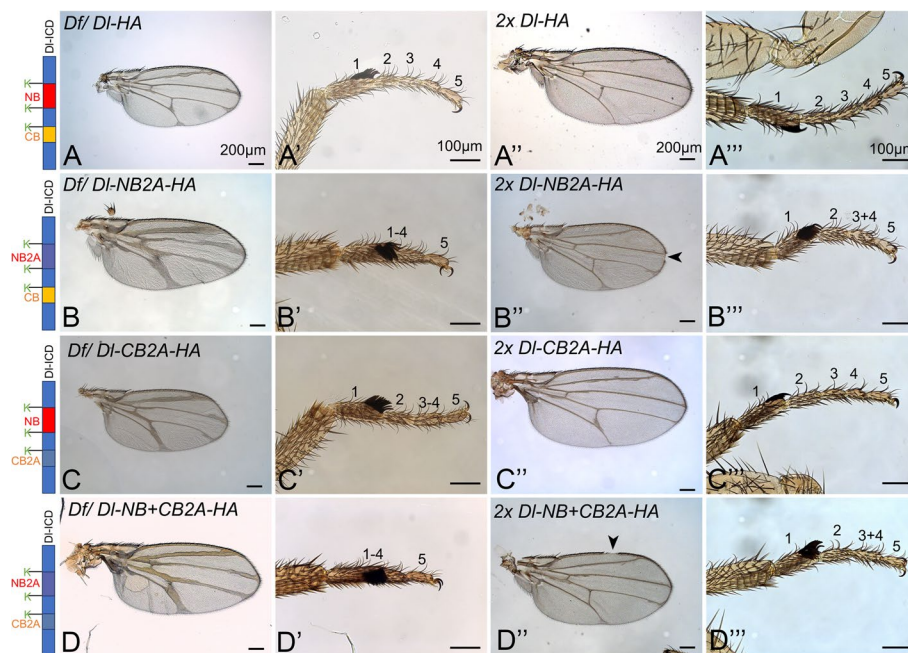 Dl-ICD
K
NB
K
K
CB
Df/ Dl-HA
200µm
A
1 2 3 4 5
100µm
A'
2x Dl-HA
200µm
A''
1 2 3 4 5
100µm
A'''
Dl-ICD
K
NB2A
K
K
CB
Df/ Dl-NB2A-HA
B
1-4 5
B'
2x Dl-NB2A-HA
B''
1 2 3+4 5
B'''
Dl-ICD
K
NB
K
K
CB2A
Df/ Dl-CB2A-HA
C
1 2 3-4 5
C'
2x Dl-CB2A-HA
C''
1 2 3 4 5
C'''
Dl-ICD
K
NB2A
K
K
CB2A
Df/ Dl-NB+CB2A-HA
D
1-4 5
D'
2x Dl-NB+CB2A-HA
D''
1 2 3+4 5
D'''